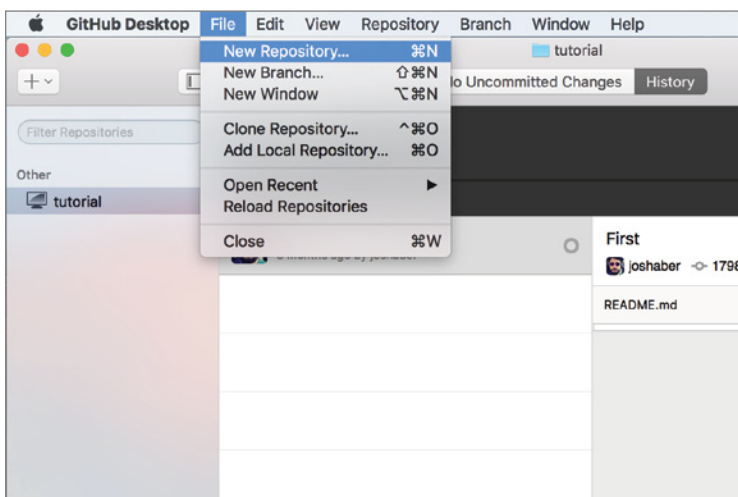 GitHub Desktop File Edit View Repository Branch Window Help
New Repository... ⌘N
tutorial
New Branch... ⇧⌘N
Uncommitted Changes
History
New Window ⌥⌘N
Filter Repositories
Clone Repository... ^⌘O
Add Local Repository... ⌘O
Other
tutorial
Open Recent ▶
Reload Repositories
Close ⌘W
First
joshaber 1798
README.md